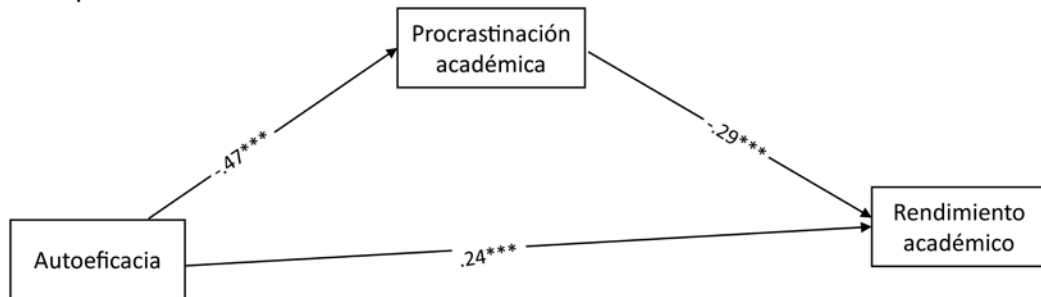 Procrastinación
académica
-.47***
-.29***
Rendimiento
académico
.24***
Autoeficacia